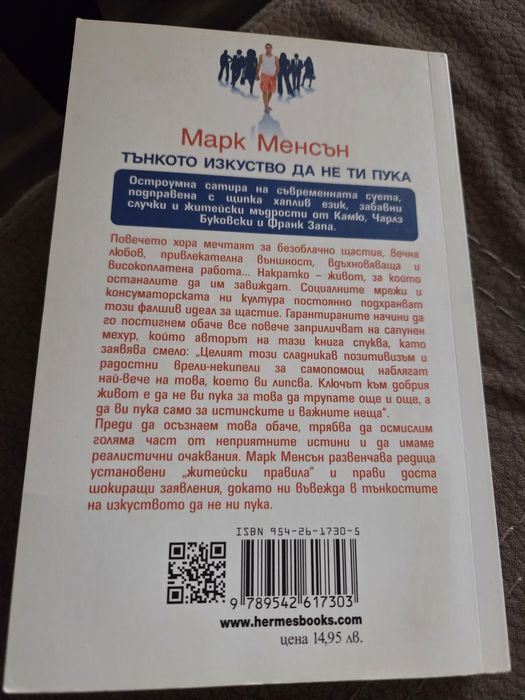 Марк Менсън
ТЪНКОТО ИЗКУСТВО ДА НЕ ТИ ПУКА
Остроумна сатира на съвременната суета,
подправена с щипка хаплив език, забавни
случки и житейски мъдрости от Камю, Чарлз
Буковски и Франк Запа.
Повечето хора мечтаят за безоблачно щастие, вечна
любов, привлекателна външност, вдъхновяваща и
високоплатена работа... Накратко – живот, за който
останалите да им завиждат. Социалните мрежи и
консуматорската ни култура постоянно подхранват
този фалшив идеал за щастие. Гарантираните начини да
го постигнем обаче все повече заприличват на сапунен
мехур, който авторът на тази книга спуква, като
заявява смело: „Целият този сладникав позитивизъм и
радостни врели-некипели за самопомощ наблягат
най-вече на това, което ви липсва. Ключът към добрия
живот е да не ви пука за това да трупате още и още, а
да ви пука само за истинските и важните неща“.
Преди да осъзнаем това обаче, трябва да осмислим
голяма част от неприятните истини и да имаме
реалистични очаквания. Марк Менсън развенчава редица
установени „житейски правила“ и прави доста
шокиращи заявления, докато ни въвежда в тънкостите
на изкуството да не ни пука.
ISBN 954-26-1730-5
9 789542 617303
www.hermesbooks.com
цена 14,95 лв.